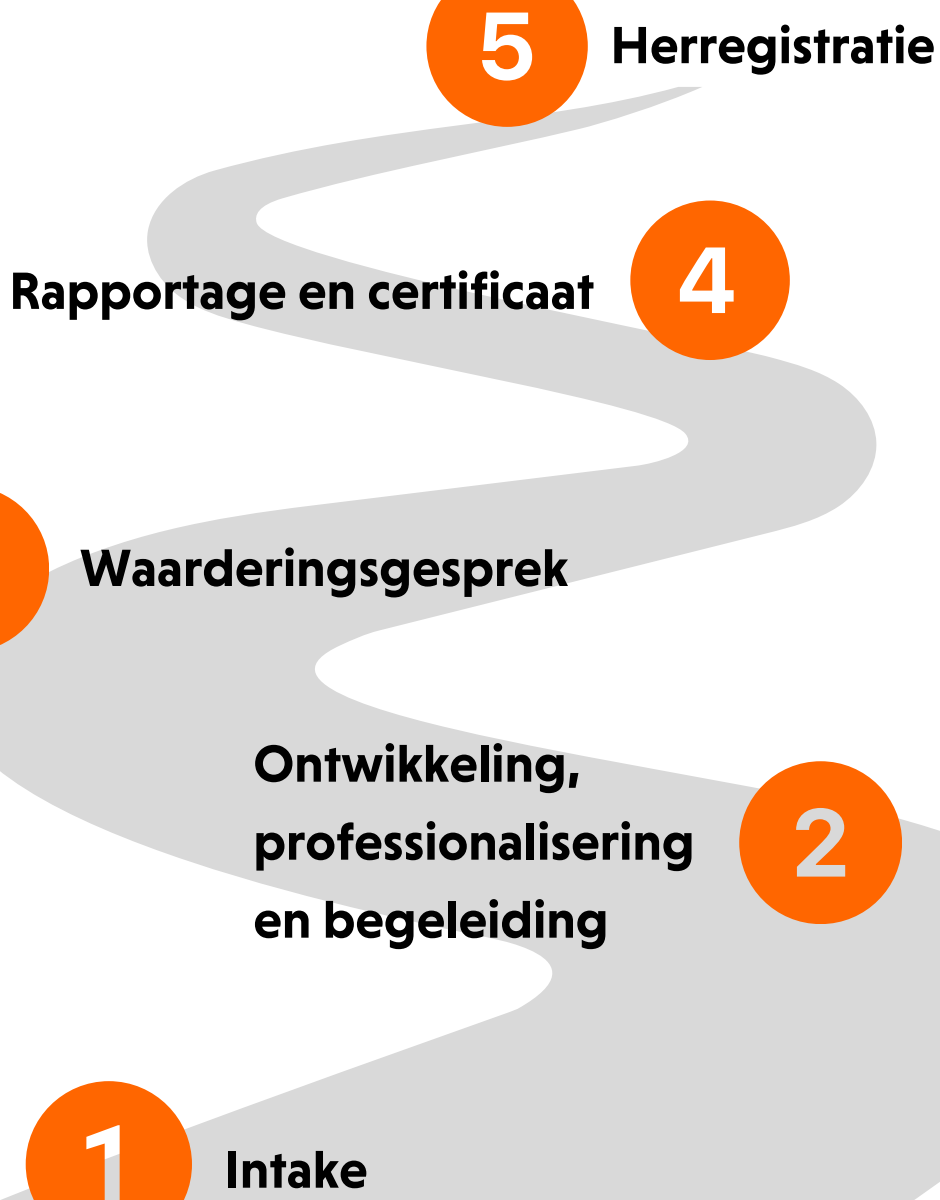 5 Herregistratie
Rapportage en certificaat 4
Waarderingsgesprek
Ontwikkeling,
professionalisering 2
en begeleiding
1 Intake